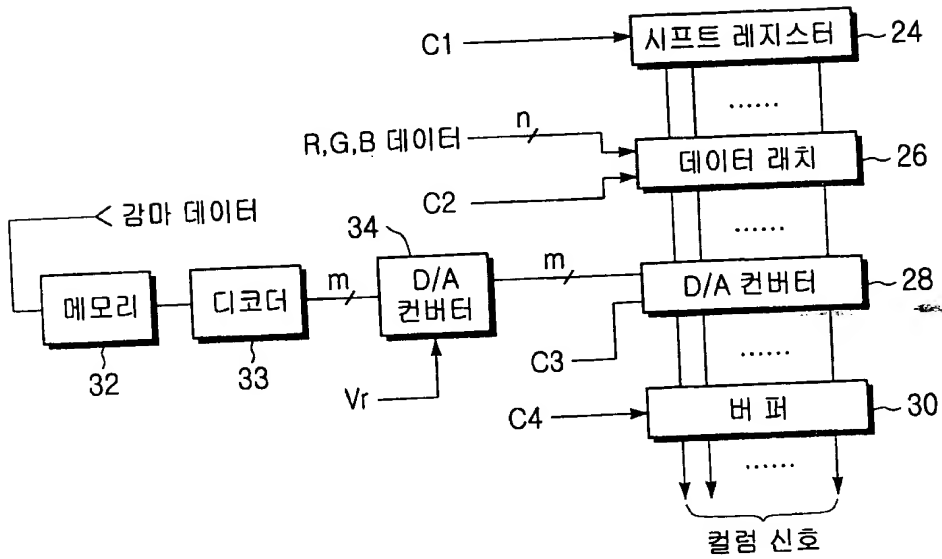 C1
시프트 레지스터
24
......
R,G,B 데이터
n
데이터 래치
26
C2
......
감마 데이터
34
메모리
디코더
m
D/A
컨버터
m
D/A 컨버터
28
32
33
C3
......
Vr
C4
버 퍼
30
......
컬럼 신호